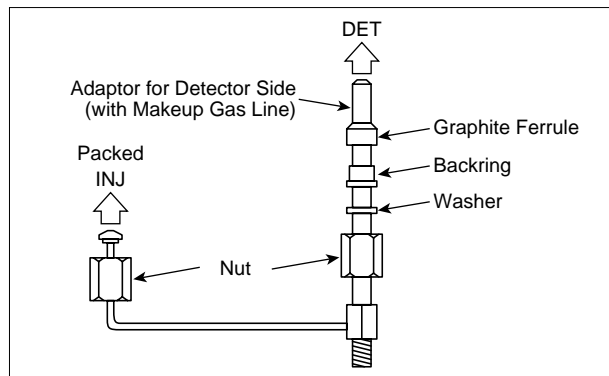 DET
Adaptor for Detector Side
(with Makeup Gas Line)
Graphite Ferrule
Packed
INJ
Backring
Washer
Nut